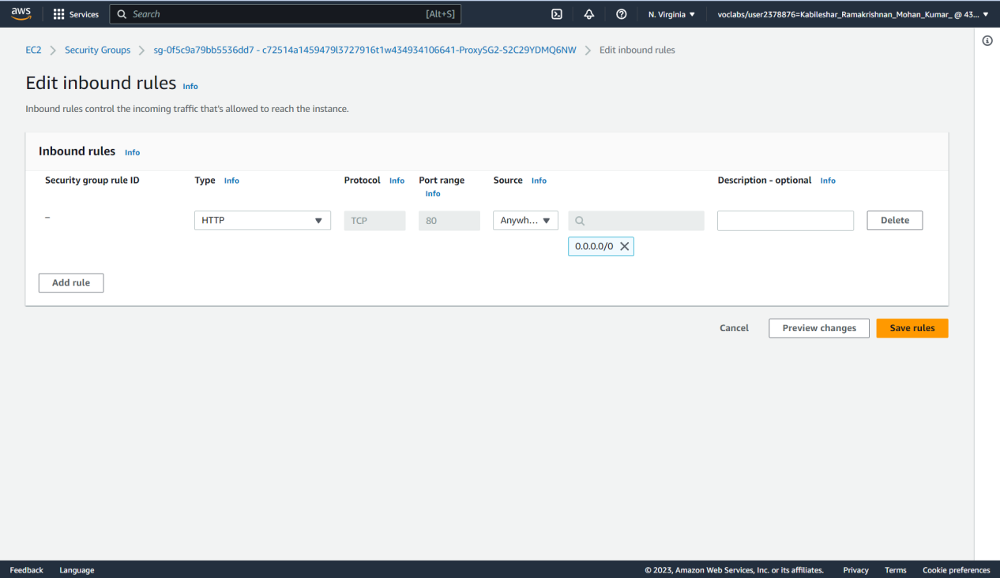 aws Services Search [Alt+S] N. Virginia voclabs/user2378876=Kabileshar_Ramakrishnan_Mohan_Kumar_ @ 43...
EC2 Security Groups sg-0f5c9a79bb5536dd7 - c72514a1459479l3727916t1w434934106641-ProxySG2-S2C29YDMQ6NW Edit inbound rules
Edit inbound rules Info
Inbound rules control the incoming traffic that's allowed to reach the instance.
Inbound rules Info
Security group rule ID Type Info Protocol Info Port range Source Info Description - optional Info
Info
– HTTP TCP 80 Anywh... Delete
0.0.0.0/0
Add rule
Cancel Preview changes Save rules
Feedback Language © 2023, Amazon Web Services, Inc. or its affiliates. Privacy Terms Cookie preferences